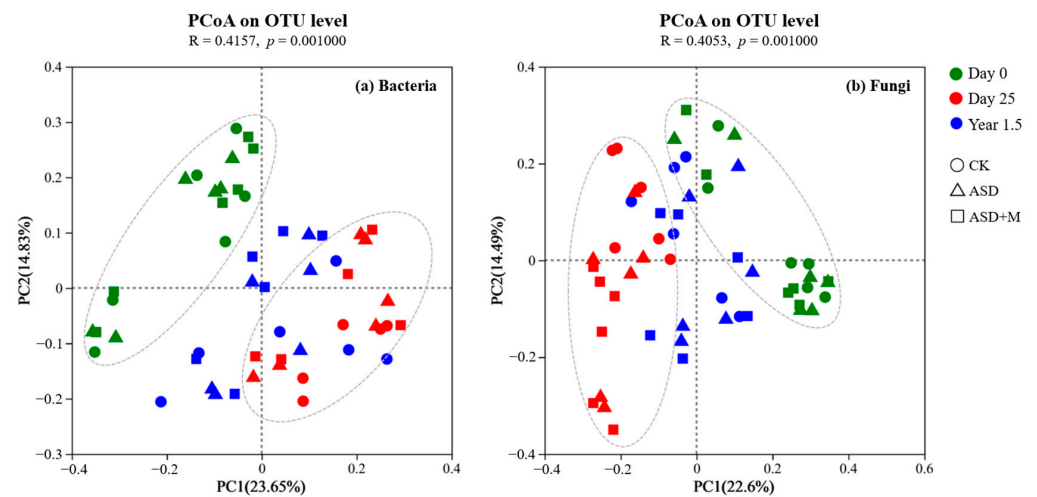 PCoA on OTU level
R = 0.4157, p = 0.001000
(a) Bacteria
0.4
0.3
0.2
0.1
0
−0.1
−0.2
−0.3
−0.4
−0.2
0
0.2
0.4
PC1(23.65%)
PC2(14.83%)
PCoA on OTU level
R = 0.4053, p = 0.001000
(b) Fungi
0.4
0.2
0
−0.2
−0.4
−0.4
−0.2
0
0.2
0.4
0.6
PC1(22.6%)
PC2(14.49%)
Day 0
Day 25
Year 1.5
CK
ASD
ASD+M